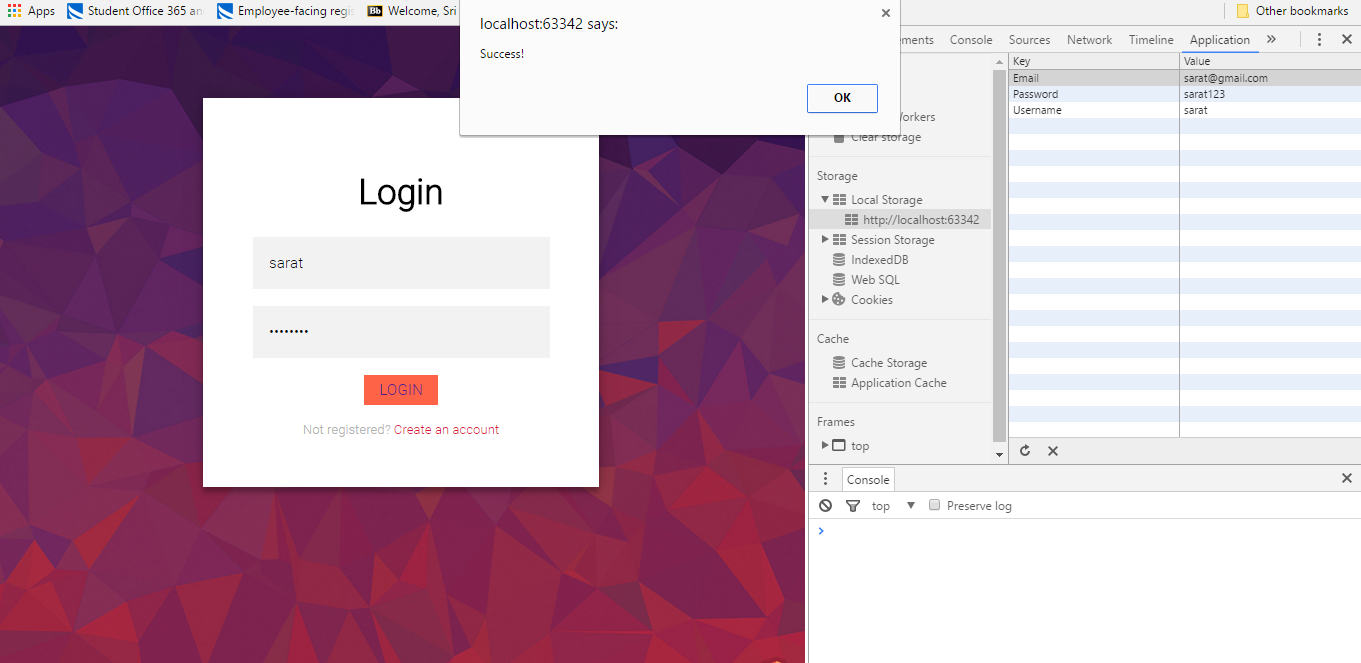 Apps Student Office 365 an Employee-facing regis Welcome, Sri Other bookmarks
localhost:63342 says:
Success!
OK
Login
sarat
••••••••
LOGIN
Not registered? Create an account
ements Console Sources Network Timeline Application
Workers
Clear storage
Storage
Local Storage
http://localhost:63342
Session Storage
IndexedDB
Web SQL
Cookies
Cache
Cache Storage
Application Cache
Frames
top
Key Value
Email sarat@gmail.com
Password sarat123
Username sarat
Console
top Preserve log